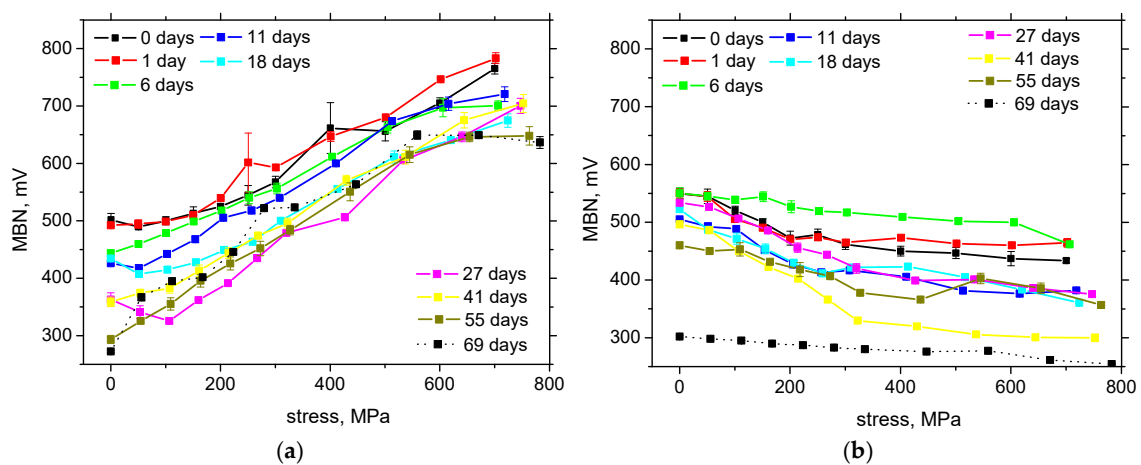 0 days
11 days
1 day
18 days
6 days
27 days
41 days
55 days
69 days
800
700
600
500
400
300
MBN, mV
0
200
400
600
800
stress, MPa
(a)
0 days
11 days
27 days
1 day
18 days
41 days
6 days
55 days
69 days
800
700
600
500
400
300
MBN, mV
0
200
400
600
800
stress, MPa
(b)